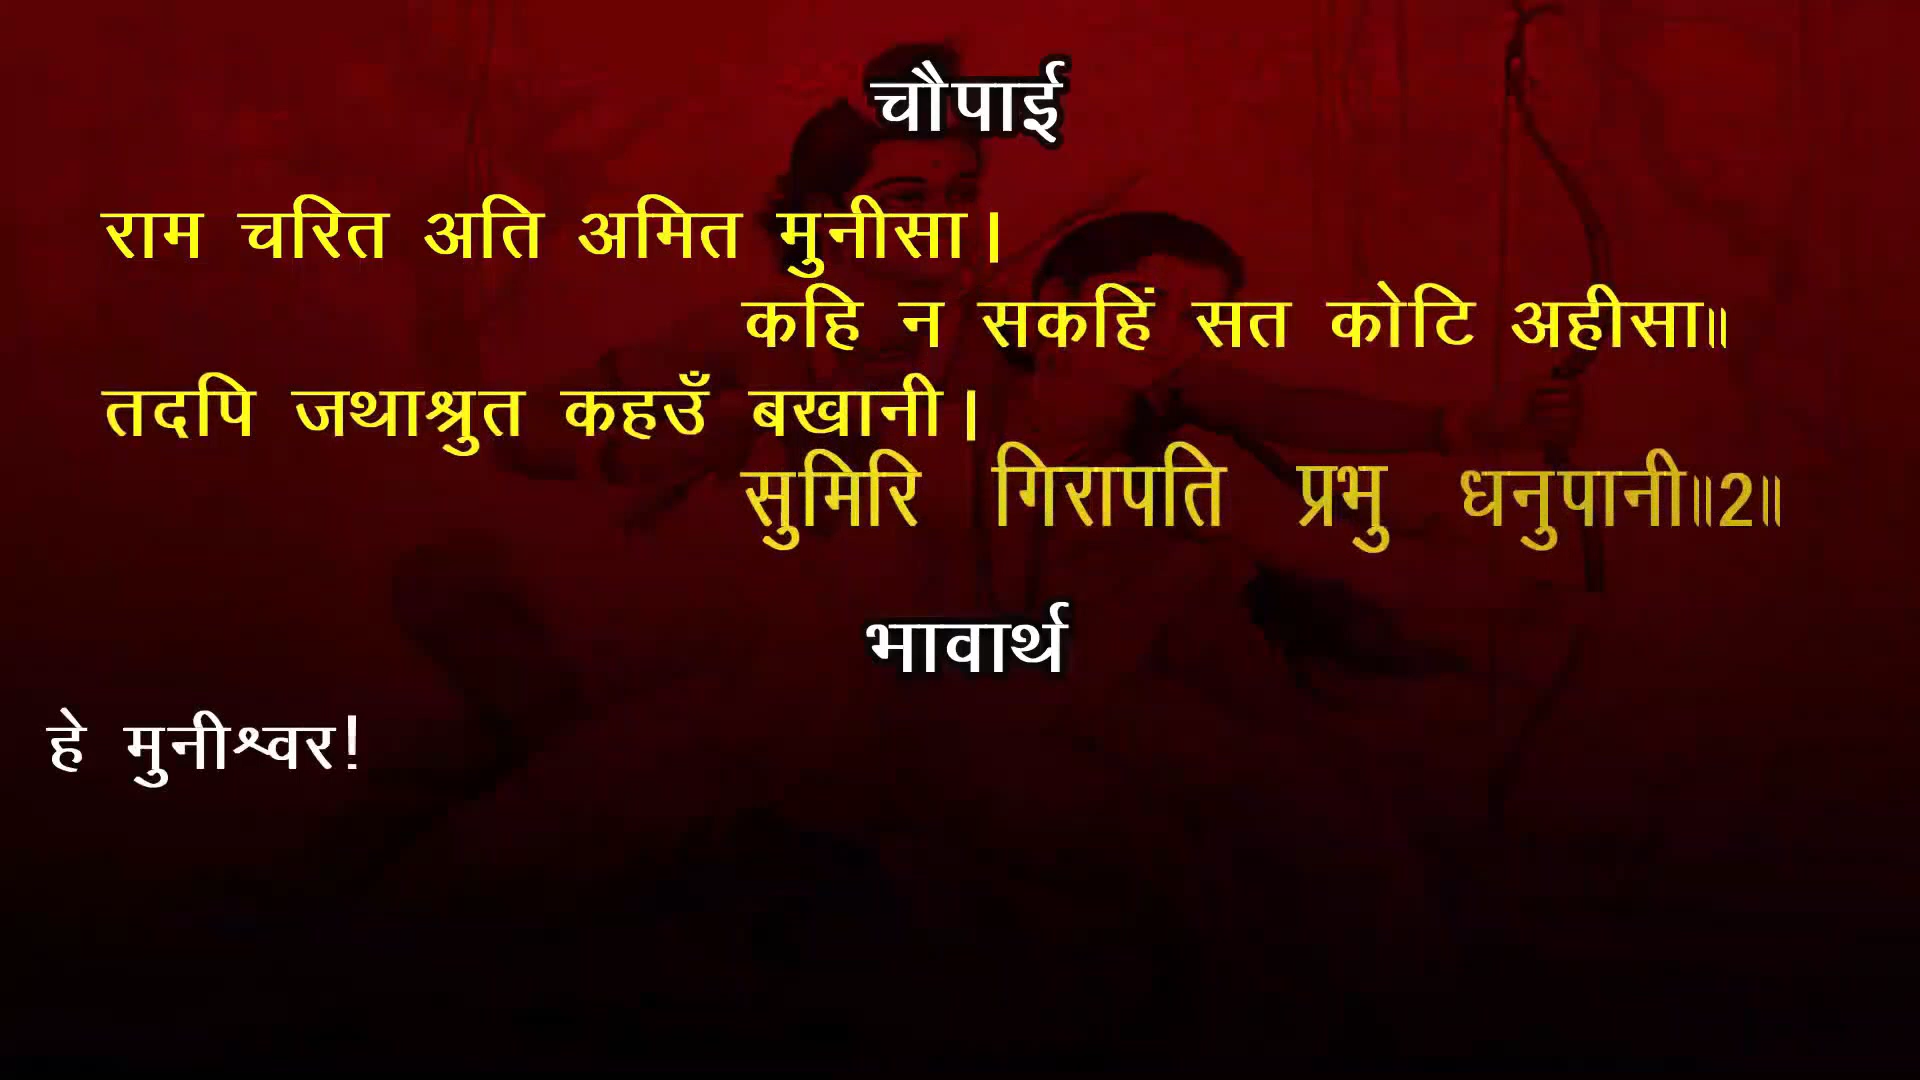 चौपाई
राम चरित अति अमित मुनीसा।
कहि न सकहिं सत कोटि अहीसा॥
तदपि जथाश्रुत कहउँ बखानी।
सुमिरि गिरापति प्रभु धनुपानी॥2॥
भावार्थ
हे मुनीश्वर!